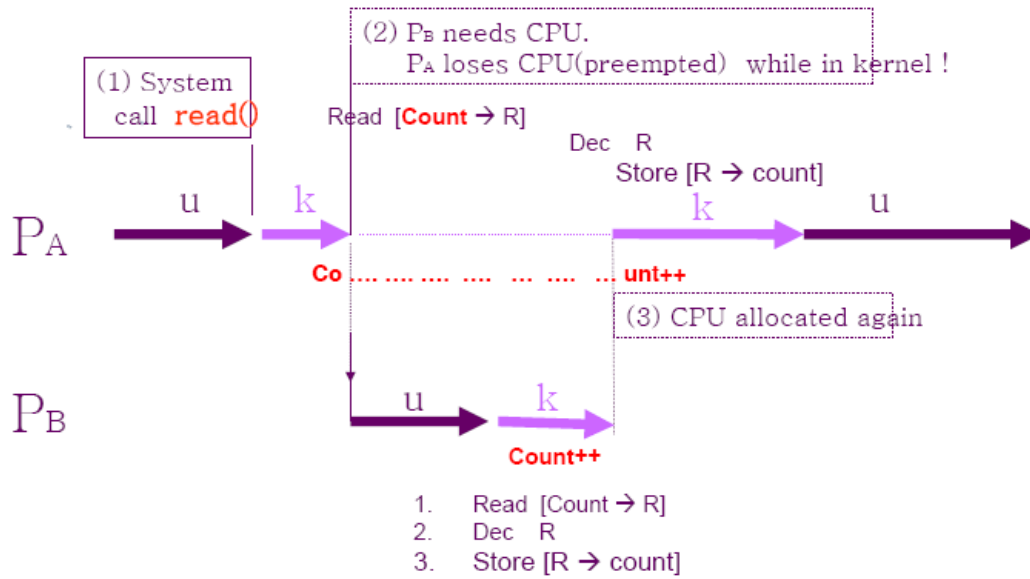 (2) PB needs CPU.
PA loses CPU(preempted) while in kernel !
(1) System
call read()
Read [Count → R]
Dec R
Store [R → count]
u
k
k
u
PA
Co .... .... .... .... ... .... ... unt++
(3) CPU allocated again
u
k
PB
Count++
1. Read [Count → R]
2. Dec R
3. Store [R → count]